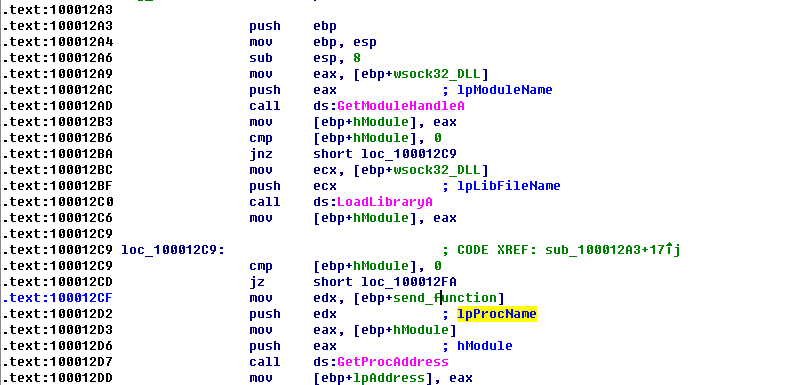 .text:100012A3
.text:100012A3 push ebp
.text:100012A4 mov ebp, esp
.text:100012A6 sub esp, 8
.text:100012A9 mov eax, [ebp+wsock32_DLL]
.text:100012AC push eax ; lpModuleName
.text:100012AD call ds:GetModuleHandleA
.text:100012B3 mov [ebp+hModule], eax
.text:100012B6 cmp [ebp+hModule], 0
.text:100012BA jnz short loc_100012C9
.text:100012BC mov ecx, [ebp+wsock32_DLL]
.text:100012BF push ecx ; lpLibFileName
.text:100012C0 call ds:LoadLibraryA
.text:100012C6 mov [ebp+hModule], eax
.text:100012C9
.text:100012C9 loc_100012C9: ; CODE XREF: sub_100012A3+17îj
.text:100012C9 cmp [ebp+hModule], 0
.text:100012CD jz short loc_100012FA
.text:100012CF mov edx, [ebp+send_function]
.text:100012D2 push edx ; lpProcName
.text:100012D3 mov eax, [ebp+hModule]
.text:100012D6 push eax ; hModule
.text:100012D7 call ds:GetProcAddress
.text:100012DD mov [ebp+lpAddress], eax